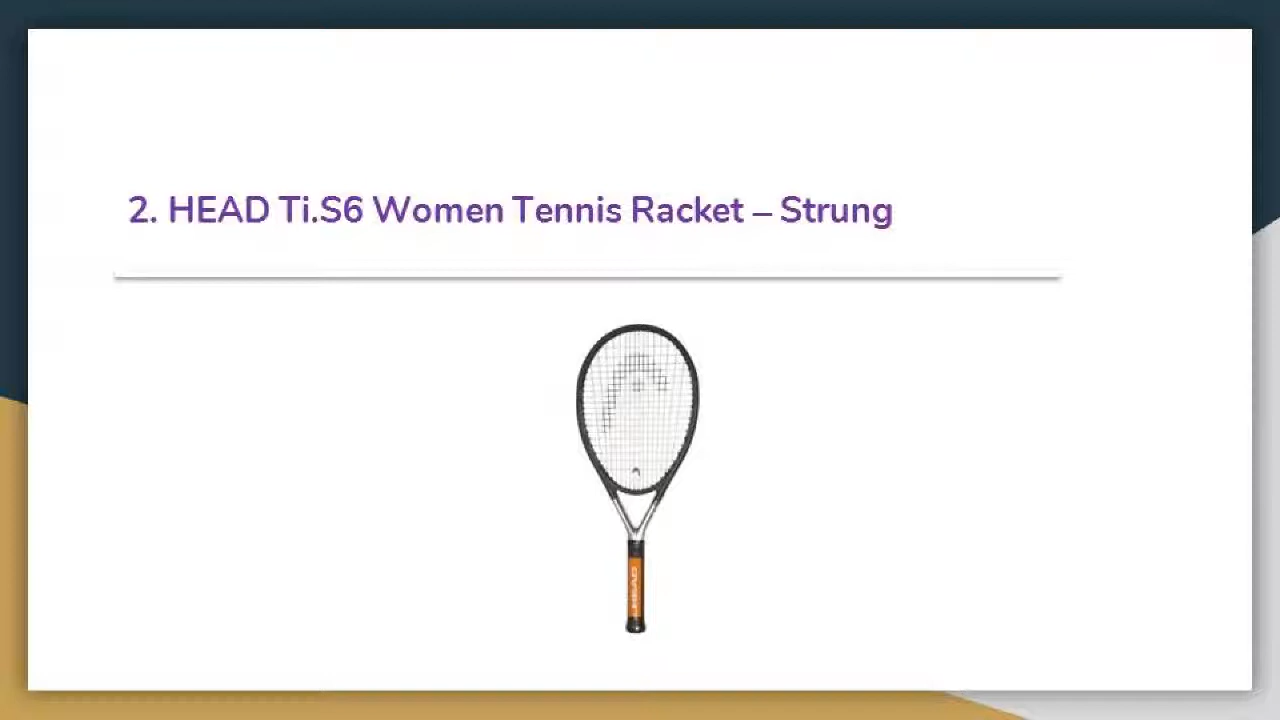 2. HEAD Ti.S6 Women Tennis Racket – Strung